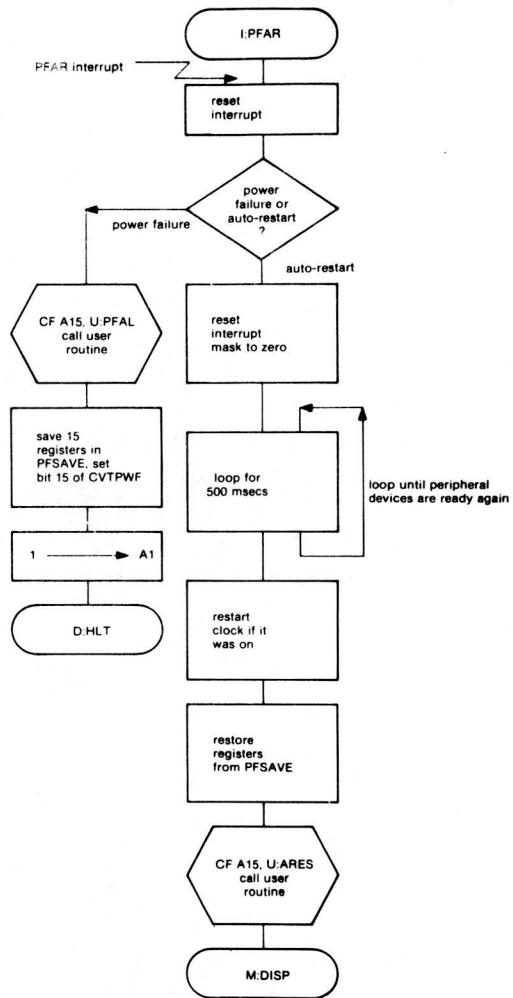 I:PFAR
PFAR interrupt
reset
interrupt
power
failure or
auto-restart
?
power failure
auto-restart
CF A15, U:PFAL
call user
routine
reset
interrupt
mask to zero
save 15
registers in
PFSAVE, set
bit 15 of CVTPWF
loop for
500 msecs
loop until peripheral
devices are ready again
1 → A1
D:HLT
restart
clock if it
was on
restore
registers
from PFSAVE
CF A15, U:ARES
call user
routine
M:DISP